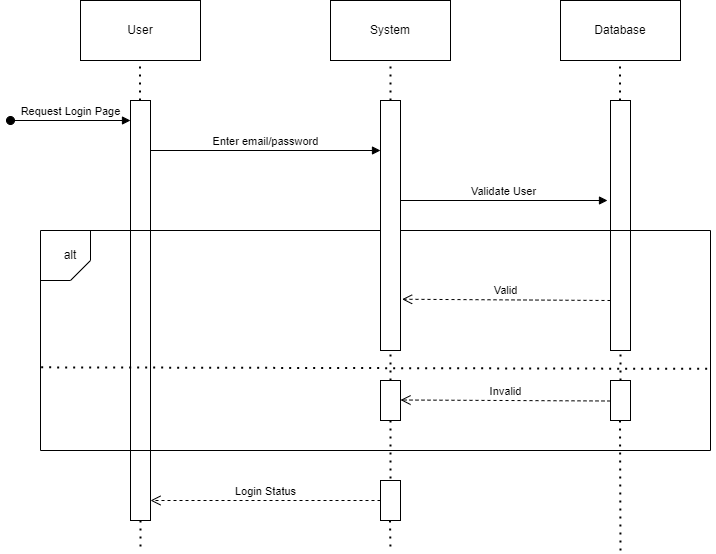 User
System
Database
Request Login Page
Enter email/password
Validate User
alt
Valid
Invalid
Login Status